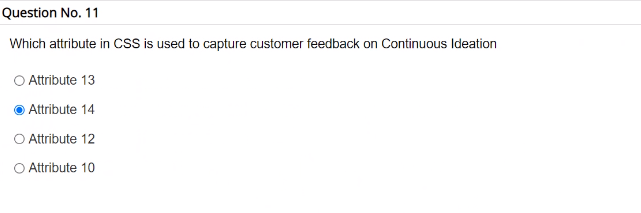 Question No. 11
Which attribute in CSS is used to capture customer feedback on Continuous Ideation
Attribute 13
Attribute 14
Attribute 12
Attribute 10